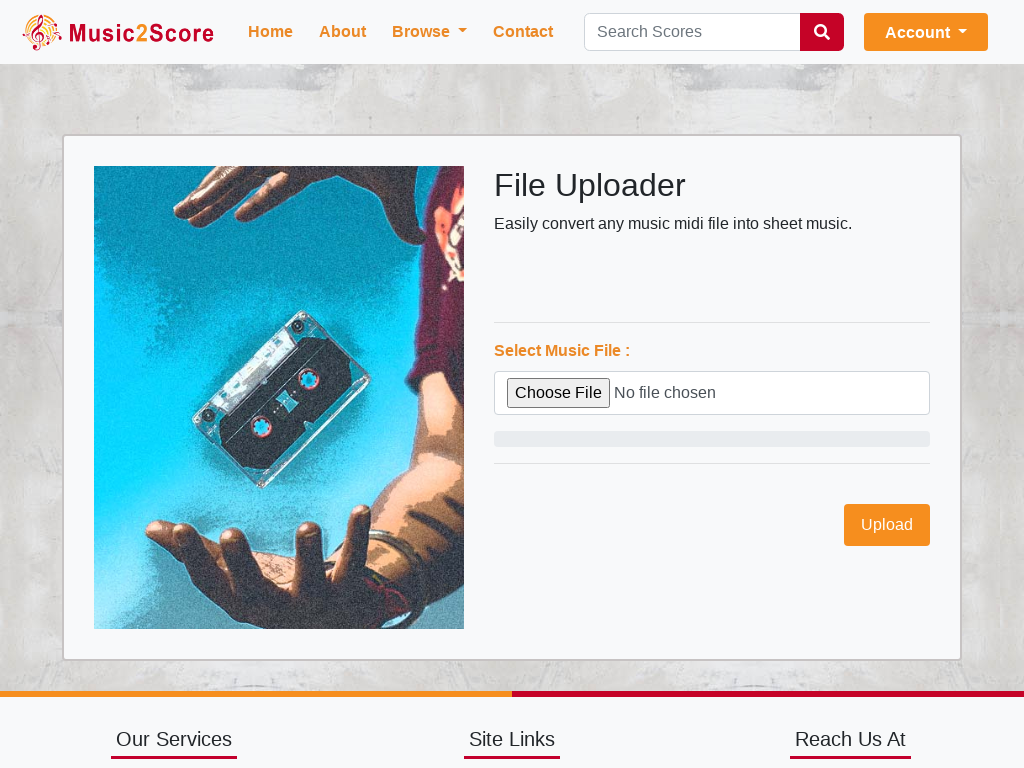 Music2Score
Home
About
Browse
Contact
Search Scores
Account
File Uploader
Easily convert any music midi file into sheet music.
Select Music File :
Choose File No file chosen
Upload
Our Services
Site Links
Reach Us At